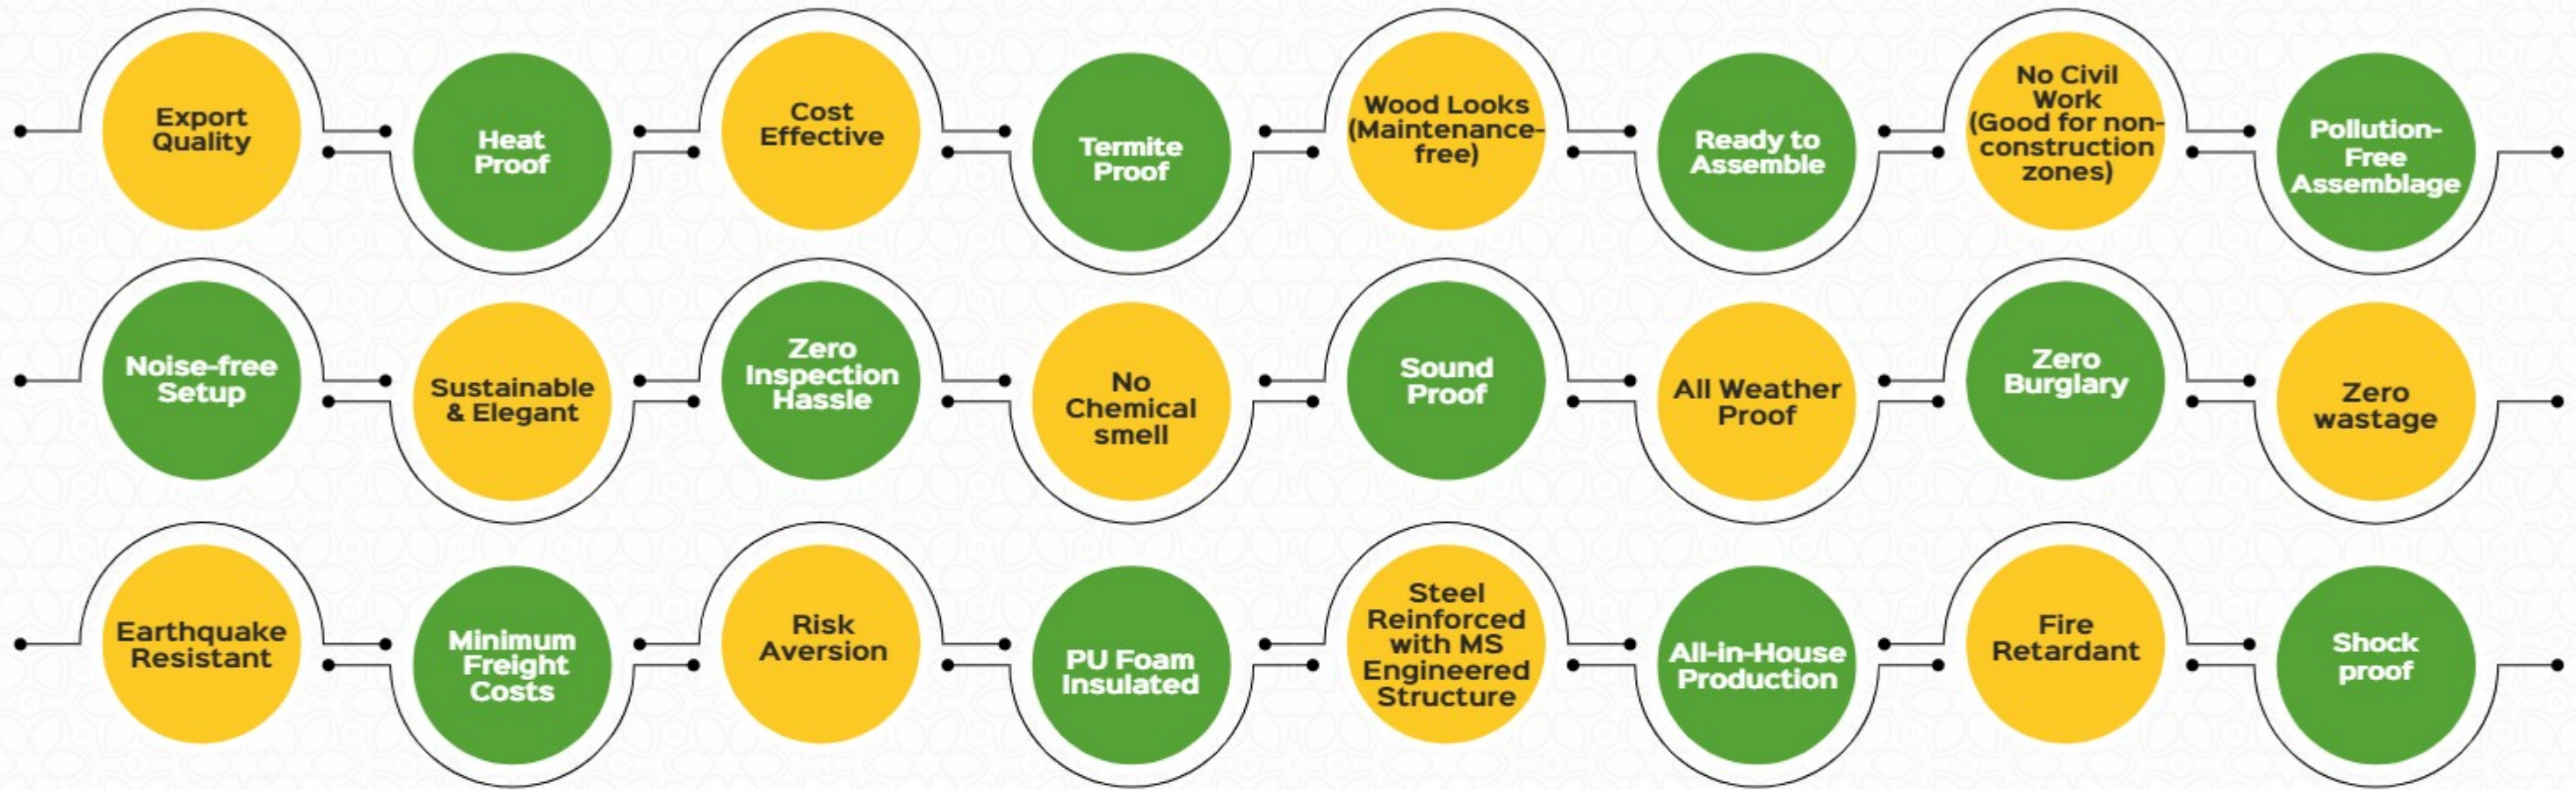 Export
Quality
Heat
Proof
Cost
Effective
Termite
Proof
Wood Looks
(Maintenance-
free)
Ready to
Assemble
No Civil
Work
(Good for non-
construction
zones)
Pollution-
Free
Assemblage
Noise-free
Setup
Sustainable
& Elegant
Zero
Inspection
Hassle
No
Chemical
smell
Sound
Proof
All Weather
Proof
Zero
Burglary
Zero
wastage
Earthquake
Resistant
Minimum
Freight
Costs
Risk
Aversion
PU Foam
Insulated
Steel
Reinforced
with MS
Engineered
Structure
All-in-House
Production
Fire
Retardant
Shock
proof